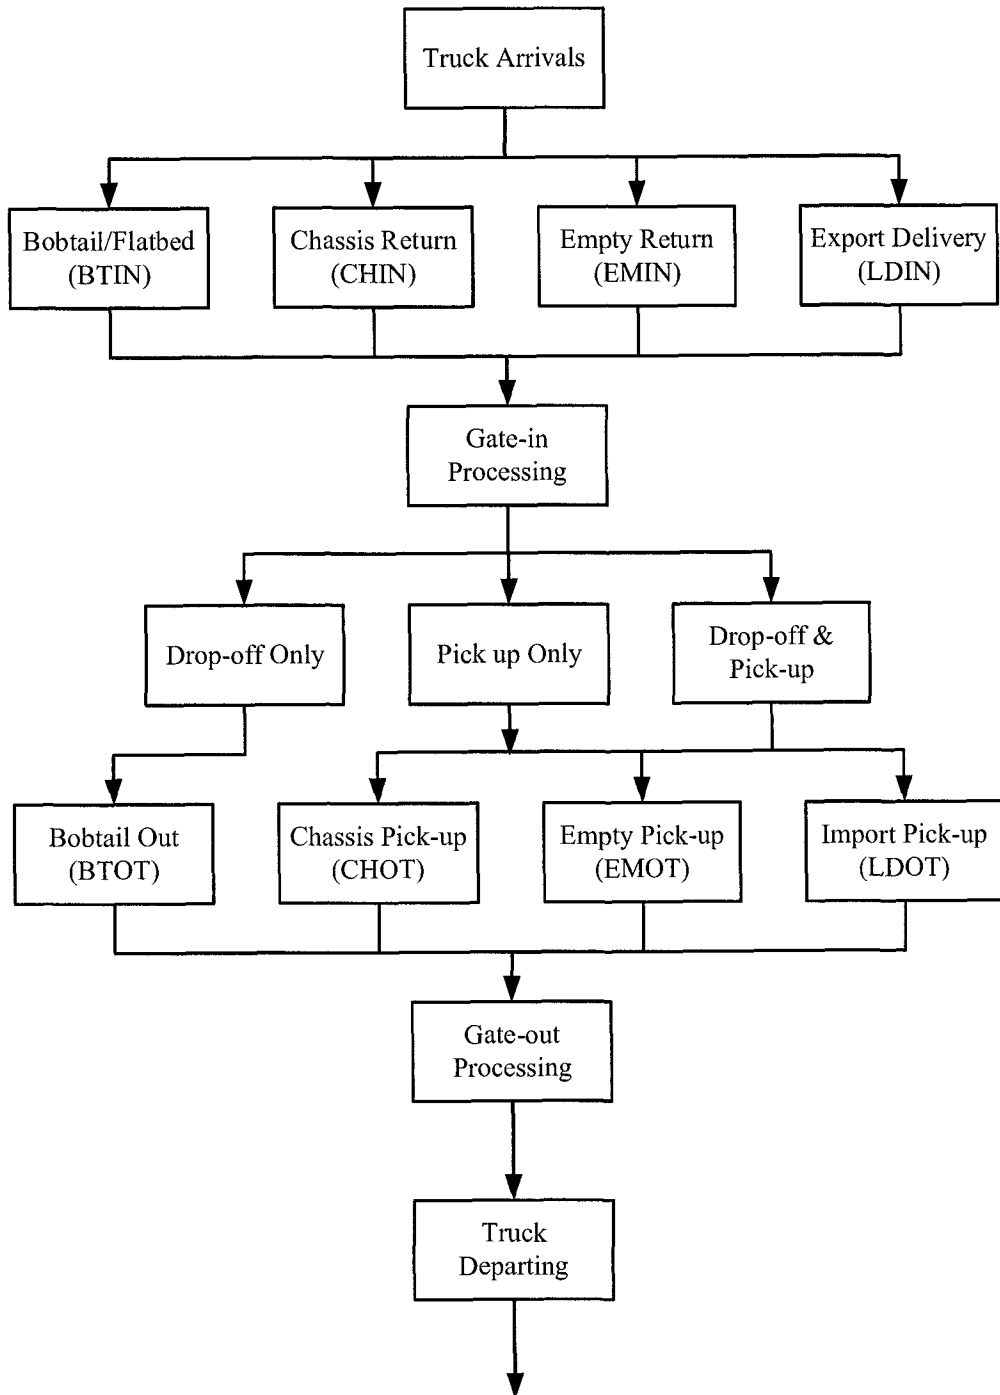 Truck Arrivals
Bobtail/Flatbed
(BTIN)
Chassis Return
(CHIN)
Empty Return
(EMIN)
Export Delivery
(LDIN)
Gate-in
Processing
Drop-off Only
Pick up Only
Drop-off &
Pick-up
Bobtail Out
(BTOT)
Chassis Pick-up
(CHOT)
Empty Pick-up
(EMOT)
Import Pick-up
(LDOT)
Gate-out
Processing
Truck
Departing